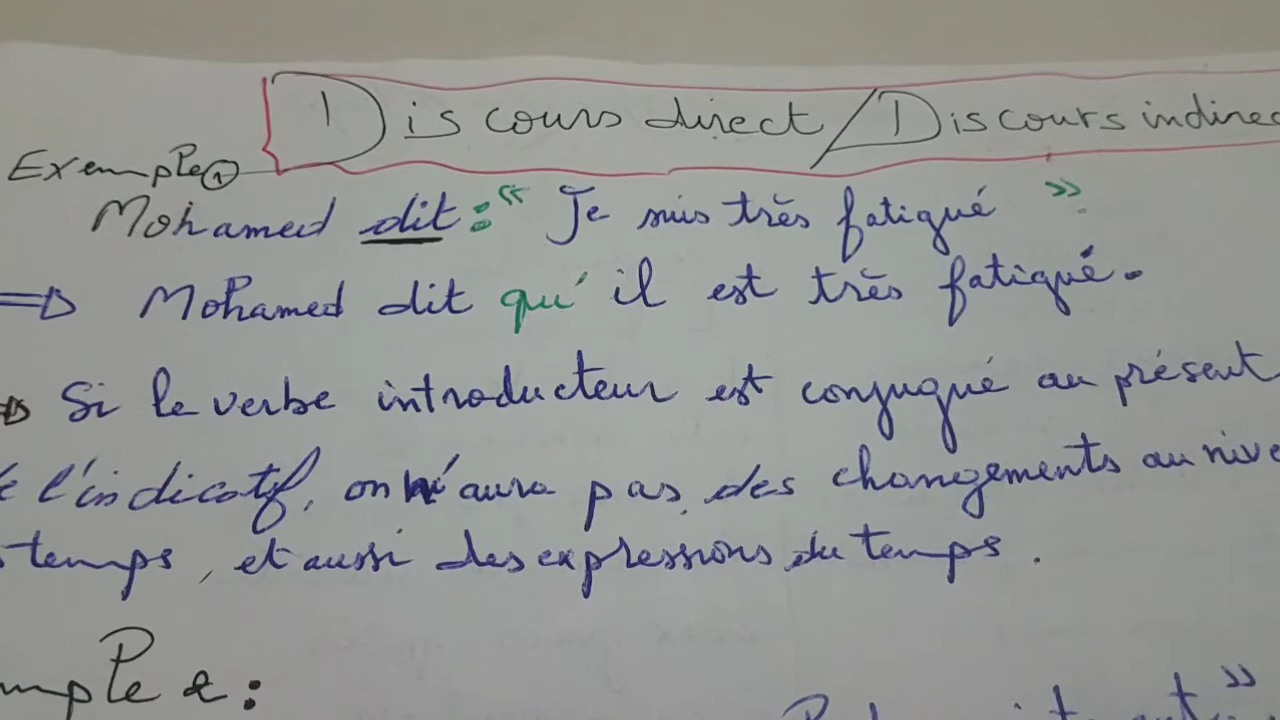 Discours direct / Discours indirec
Exemple 1
Mohamed dit : « Je suis très fatigué »
⇒ Mohamed dit qu'il est très fatigué.
⇒ Si le verbe introducteur est conjugué au présent
l'indicatif, on n'aura pas des changements au nive
temps, et aussi des expressions du temps.
mple 2 :